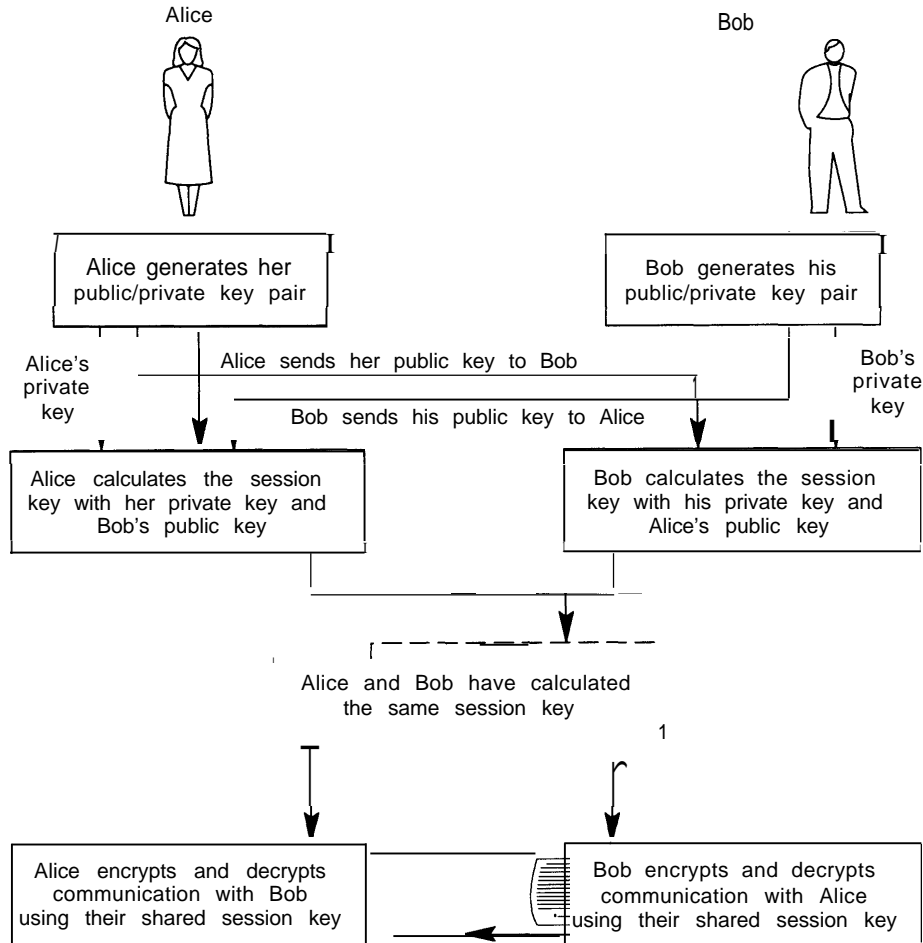 Alice
Bob
Alice generates her
public/private key pair
Bob generates his
public/private key pair
Alice's
private
key
Alice sends her public key to Bob
Bob sends his public key to Alice
Bob's
private
key
Alice calculates the session
key with her private key and
Bob's public key
Bob calculates the session
key with his private key and
Alice's public key
Alice and Bob have calculated
the same session key
1
Alice encrypts and decrypts
communication with Bob
using their shared session key
Bob encrypts and decrypts
communication with Alice
using their shared session key